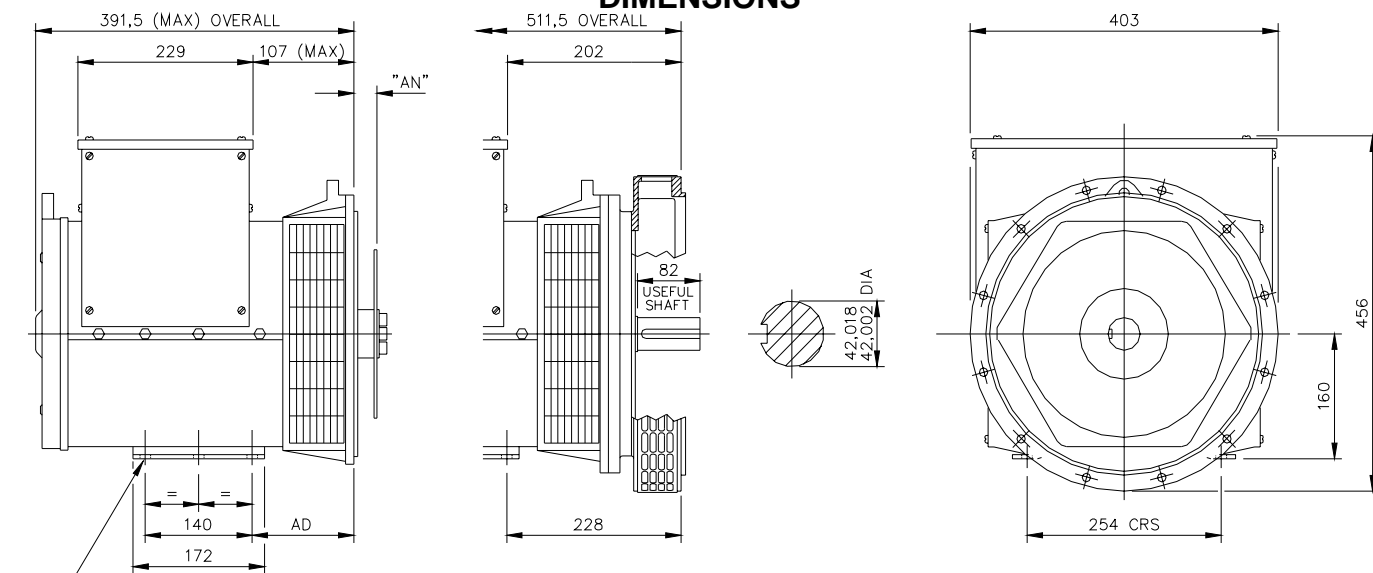 DIMENSIONS
391,5 (MAX) OVERALL
511,5 OVERALL
403
229
107 (MAX)
202
"AN"
82
USEFUL
SHAFT
42,018
42,002 DIA
456
160
= =
140
AD
228
254 CRS
172